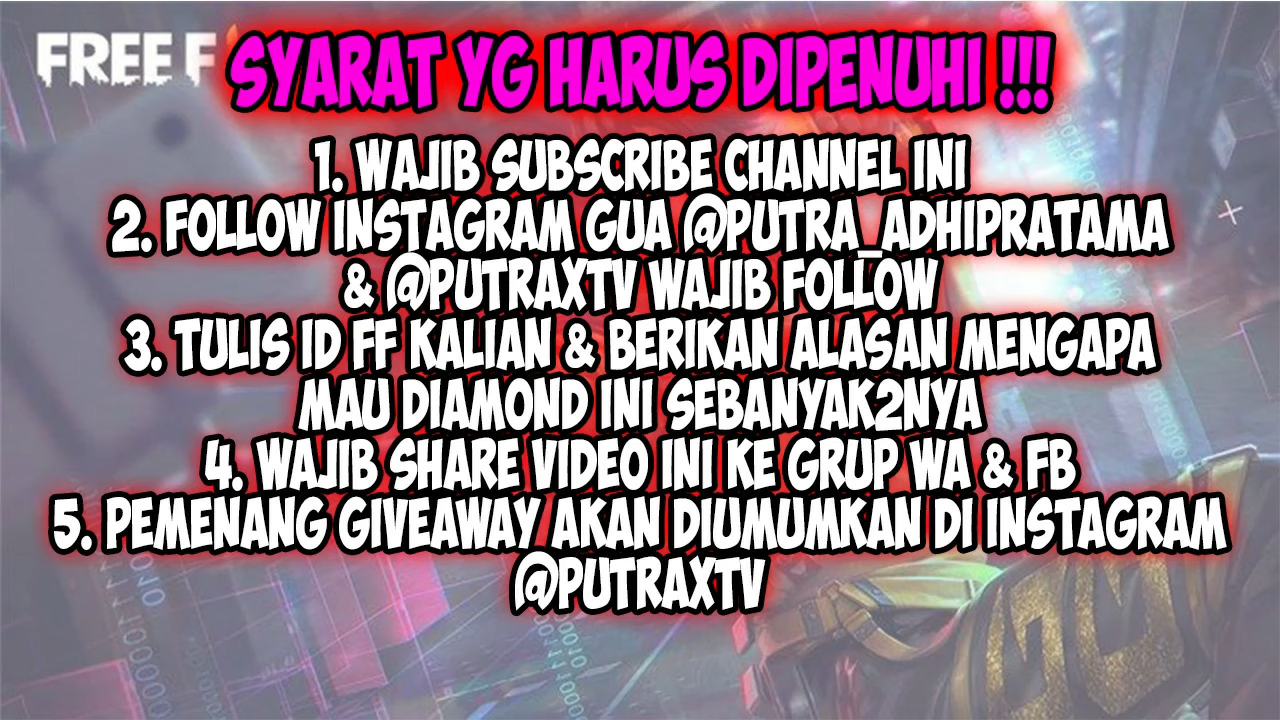 FREE F
SYARAT YG HARUS DIPENUHI !!!
1. WAJIB SUBSCRIBE CHANNEL INI
2. FOLLOW INSTAGRAM GUA @PUTRA_ADHIPRATAMA
& @PUTRAXTV WAJIB FOLLOW
3. TULIS ID FF KALIAN & BERIKAN ALASAN MENGAPA
MAU DIAMOND INI SEBANYAK2NYA
4. WAJIB SHARE VIDEO INI KE GRUP WA & FB
5. PEMENANG GIVEAWAY AKAN DIUMUMKAN DI INSTAGRAM
@PUTRAXTV